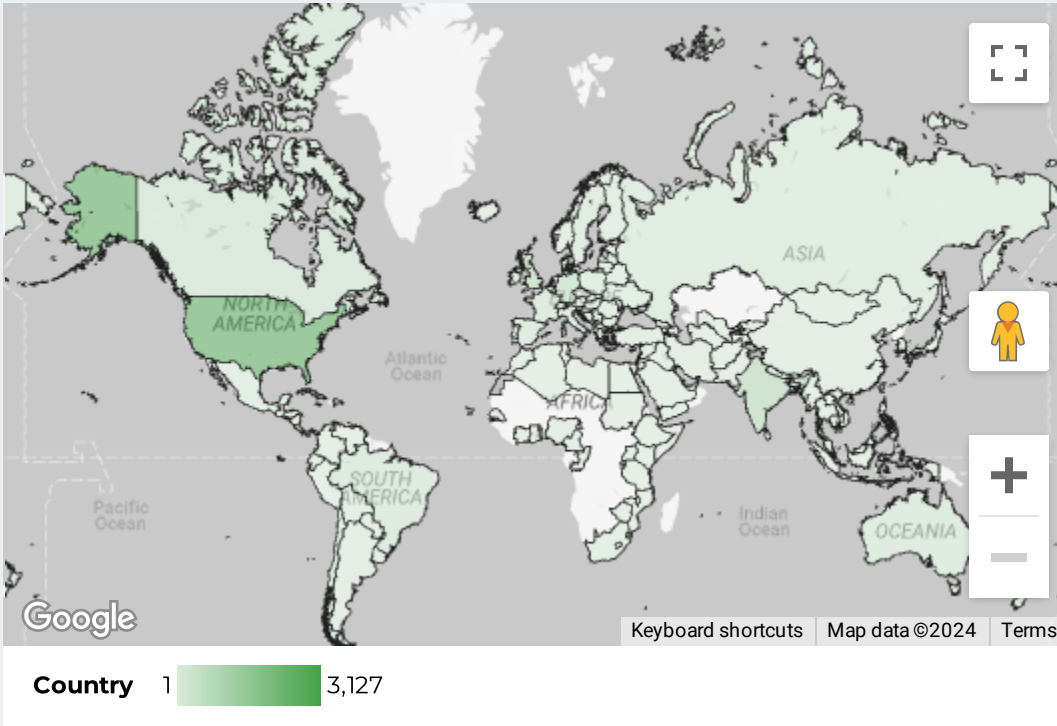 ASIA
NORTH
AMERICA
Atlantic
Ocean
AFRICA
SOUTH
AMERICA
Pacific
Ocean
Indian
Ocean
OCEANIA
Google
Keyboard shortcuts
Map data ©2024
Terms
Country 1 3,127